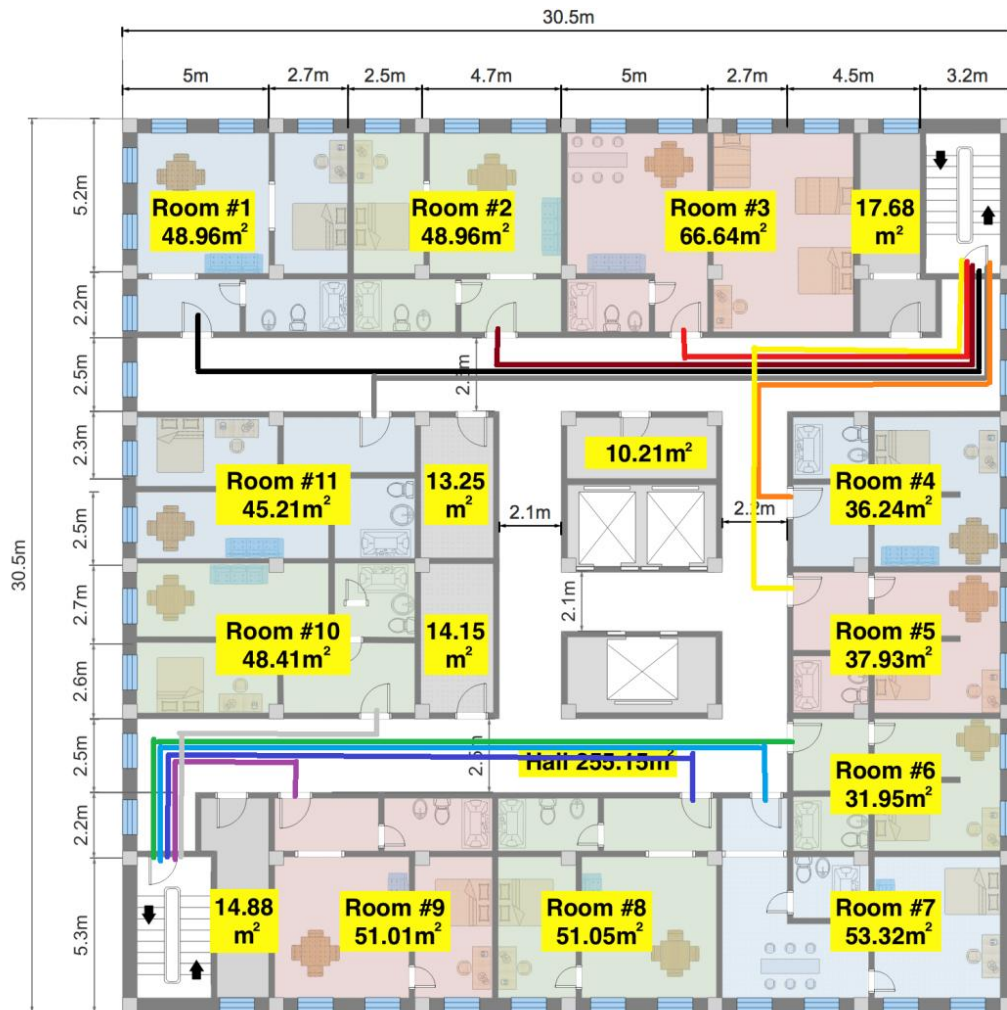 30.5m
5m 2.7m 2.5m 4.7m 5m 2.7m 4.5m 3.2m
30.5m
5.2m
2.2m
2.5m
2.3m
2.5m
2.7m
2.6m
2.5m
2.2m
5.3m
Room #1
48.96m²
Room #2
48.96m²
Room #3
66.64m²
17.68
m²
Room #11
45.21m²
13.25
m²
10.21m²
2.1m
2.2m
Room #4
36.24m²
Room #10
48.41m²
14.15
m²
2.1m
Room #5
37.93m²
Hall 255.15m²
Room #6
31.95m²
14.88
m²
Room #9
51.01m²
Room #8
51.05m²
Room #7
53.32m²